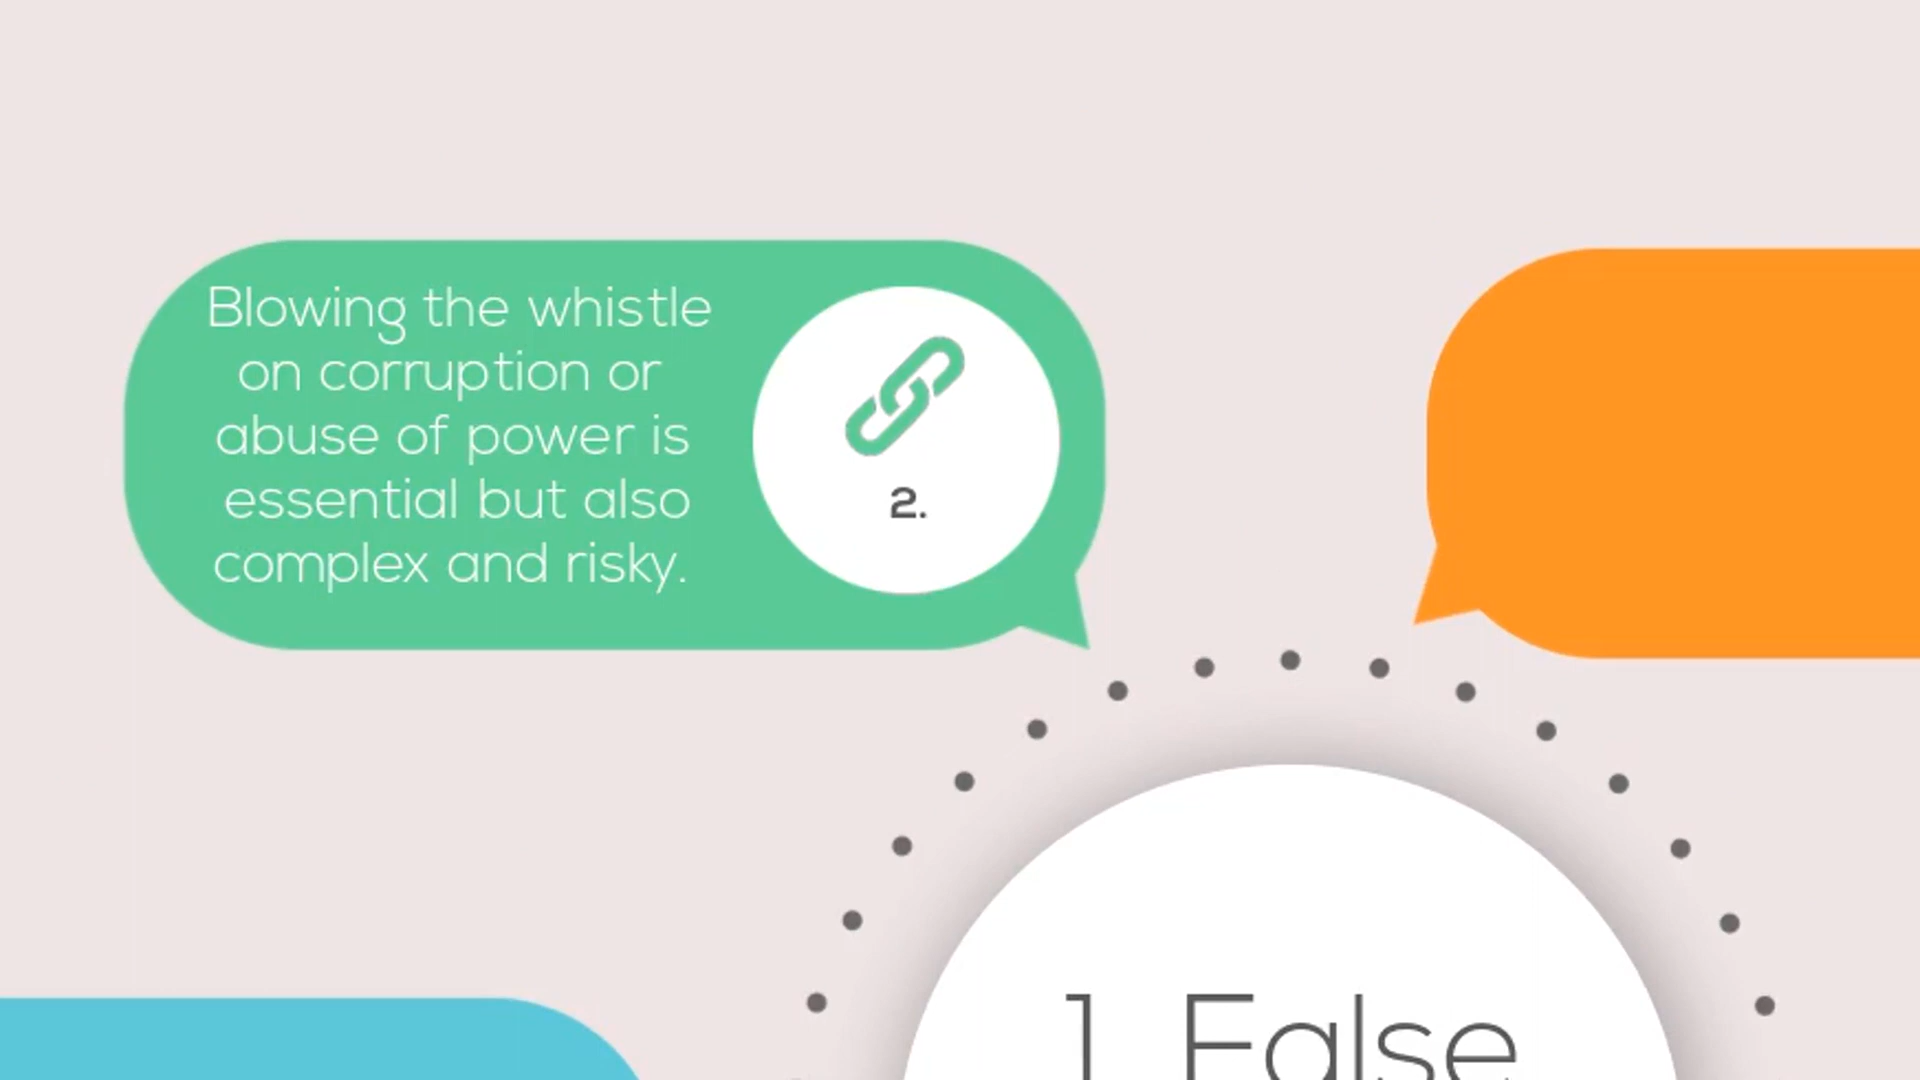 Blowing the whistle
on corruption or
abuse of power is
essential but also
complex and risky.
2.
1. False